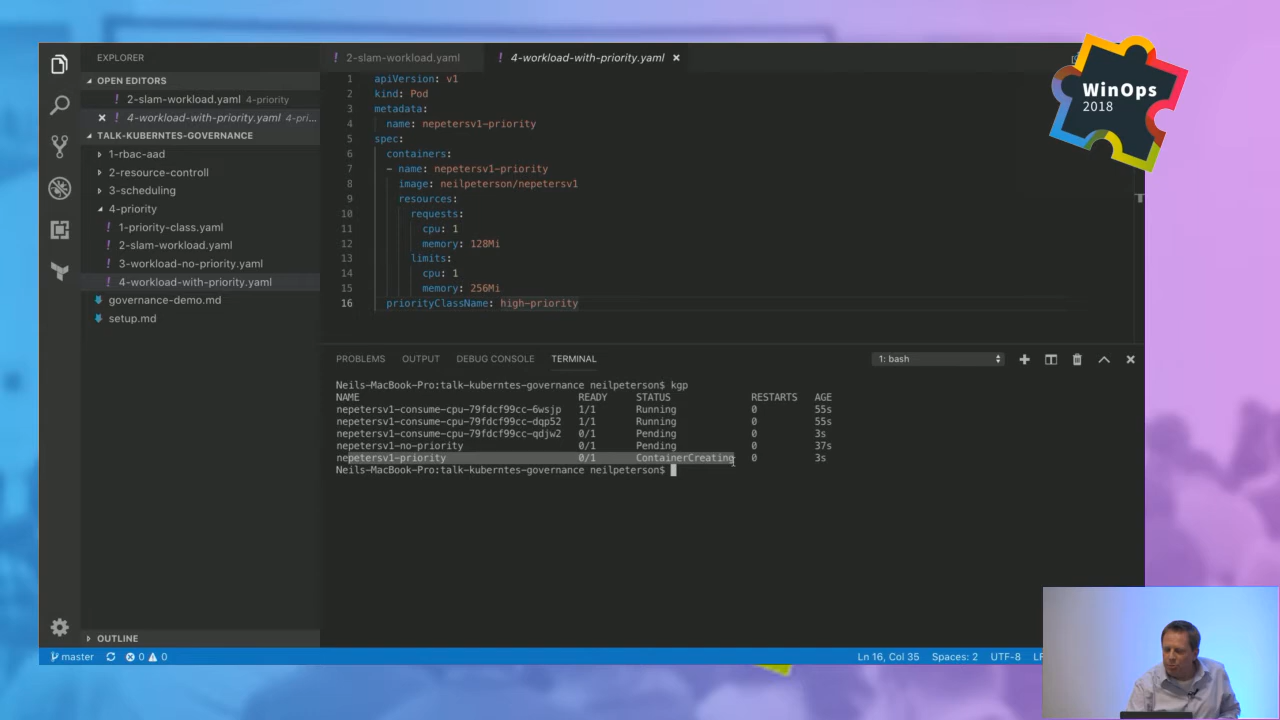 EXPLORER
OPEN EDITORS
2-slam-workload.yaml 4-priority
4-workload-with-priority.yaml 4-pri...
TALK-KUBERNTES-GOVERNANCE
1-rbac-aad
2-resource-controll
3-scheduling
4-priority
1-priority-class.yaml
2-slam-workload.yaml
3-workload-no-priority.yaml
4-workload-with-priority.yaml
governance-demo.md
setup.md
OUTLINE
2-slam-workload.yaml 4-workload-with-priority.yaml
1 apiVersion: v1
2 kind: Pod
3 metadata:
4 name: nepetersv1-priority
5 spec:
6 containers:
7 - name: nepetersv1-priority
8 image: neilpeterson/nepetersv1
9 resources:
10 requests:
11 cpu: 1
12 memory: 128Mi
13 limits:
14 cpu: 1
15 memory: 256Mi
16 priorityClassName: high-priority
PROBLEMS OUTPUT DEBUG CONSOLE TERMINAL 1: bash
Neils-MacBook-Pro:talk-kuberntes-governance neilpeterson$ kgp
NAME READY STATUS RESTARTS AGE
nepetersv1-consume-cpu-79fdcf99cc-6wsjp 1/1 Running 0 55s
nepetersv1-consume-cpu-79fdcf99cc-dqp52 1/1 Running 0 55s
nepetersv1-consume-cpu-79fdcf99cc-qdjw2 0/1 Pending 0 3s
nepetersv1-no-priority 0/1 Pending 0 37s
nepetersv1-priority 0/1 ContainerCreating 0 3s
Neils-MacBook-Pro:talk-kuberntes-governance neilpeterson$
master 0 0 Ln 16, Col 35 Spaces: 2 UTF-8 LF
WinOps
2018